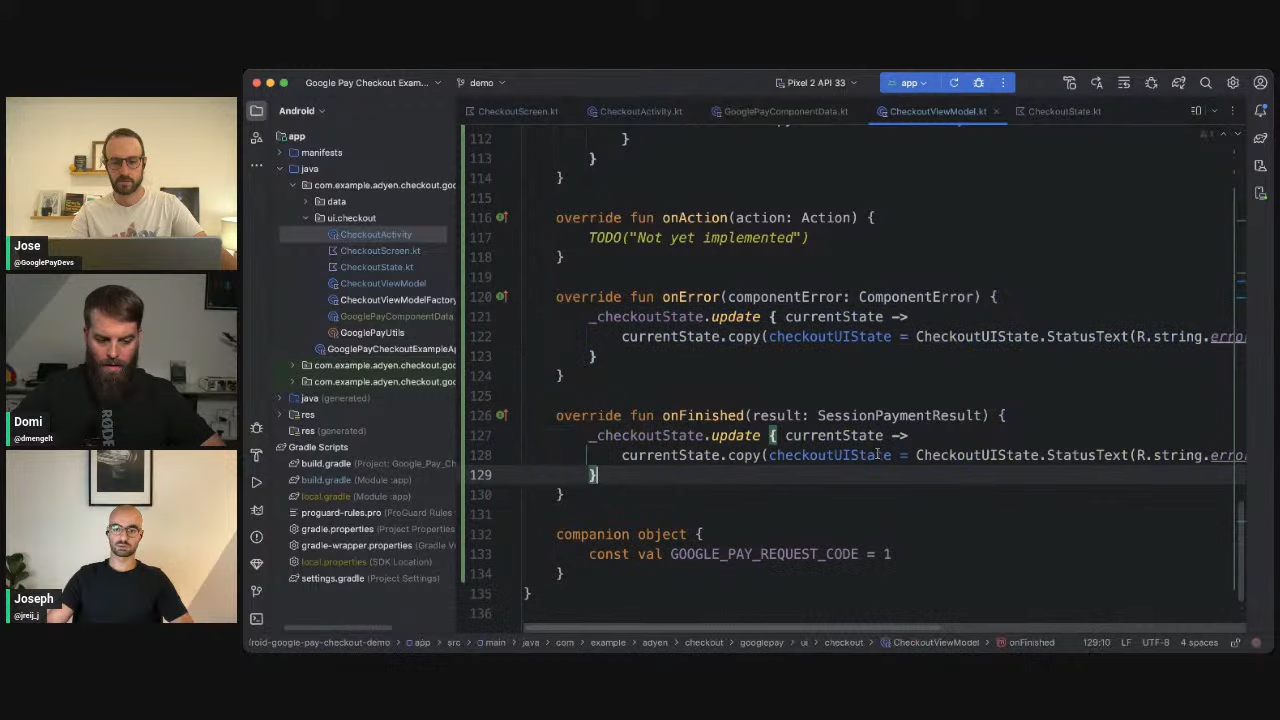 Jose
@GooglePayDevs
Domi
@dmengelt
RØDE
Joseph
@jreij_j
Google Pay Checkout Exam...
demo
Pixel 2 API 33
app
Android
CheckoutScreen.kt
CheckoutActivity.kt
GooglePayComponentData.kt
CheckoutViewModel.kt
CheckoutState.kt
app
manifests
java
com.example.adyen.checkout.goo
data
ui.checkout
CheckoutActivity
CheckoutScreen.kt
CheckoutState.kt
CheckoutViewModel
CheckoutViewModelFactory
GooglePayComponentData.
GooglePayUtils
GooglePayCheckoutExampleAp
com.example.adyen.checkout.goo
com.example.adyen.checkout.goo
java (generated)
res
res (generated)
Gradle Scripts
build.gradle (Project: Google_Pay_Ch
build.gradle (Module :app)
local.gradle (Module :app)
proguard-rules.pro (ProGuard Rules
gradle.properties (Project Properties
gradle-wrapper.properties (Gradle Ve
local.properties (SDK Location)
settings.gradle (Project Settings)
112 }
113 }
114 }
115
116 override fun onAction(action: Action) {
117 TODO("Not yet implemented")
118 }
119
120 override fun onError(componentError: ComponentError) {
121 _checkoutState.update { currentState ->
122 currentState.copy(checkoutUIState = CheckoutUIState.StatusText(R.string.erro
123 }
124 }
125
126 override fun onFinished(result: SessionPaymentResult) {
127 _checkoutState.update { currentState ->
128 currentState.copy(checkoutUIState = CheckoutUIState.StatusText(R.string.erro
129 }
130 }
131
132 companion object {
133 const val GOOGLE_PAY_REQUEST_CODE = 1
134 }
135 }
136
roid-google-pay-checkout-demo > app > src > main > java > com > example > adyen > checkout > googlepay > ui > checkout > CheckoutViewModel > onFinished
129:10 LF UTF-8 4 spaces